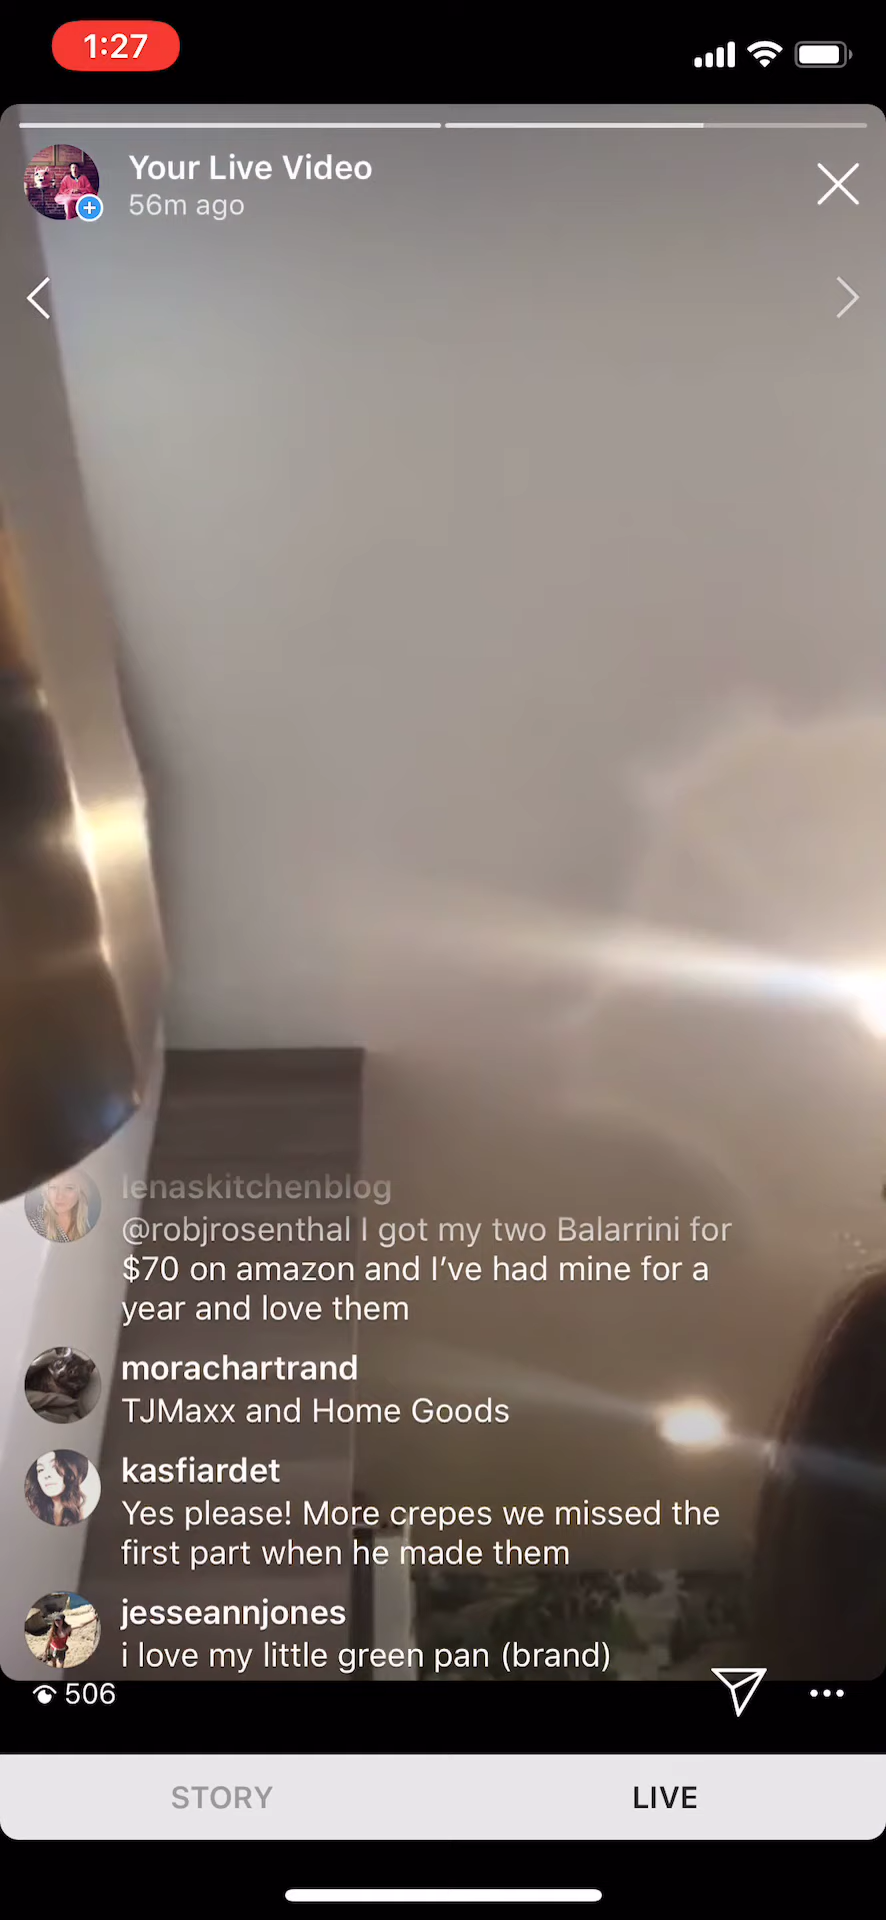 1:27
Your Live Video
56m ago
lenaskitchenblog
@robjrosenthal I got my two Balarrini for
$70 on amazon and I've had mine for a
year and love them
morachartrand
TJMaxx and Home Goods
kasfiardet
Yes please! More crepes we missed the
first part when he made them
jesseannjones
i love my little green pan (brand)
506
STORY
LIVE